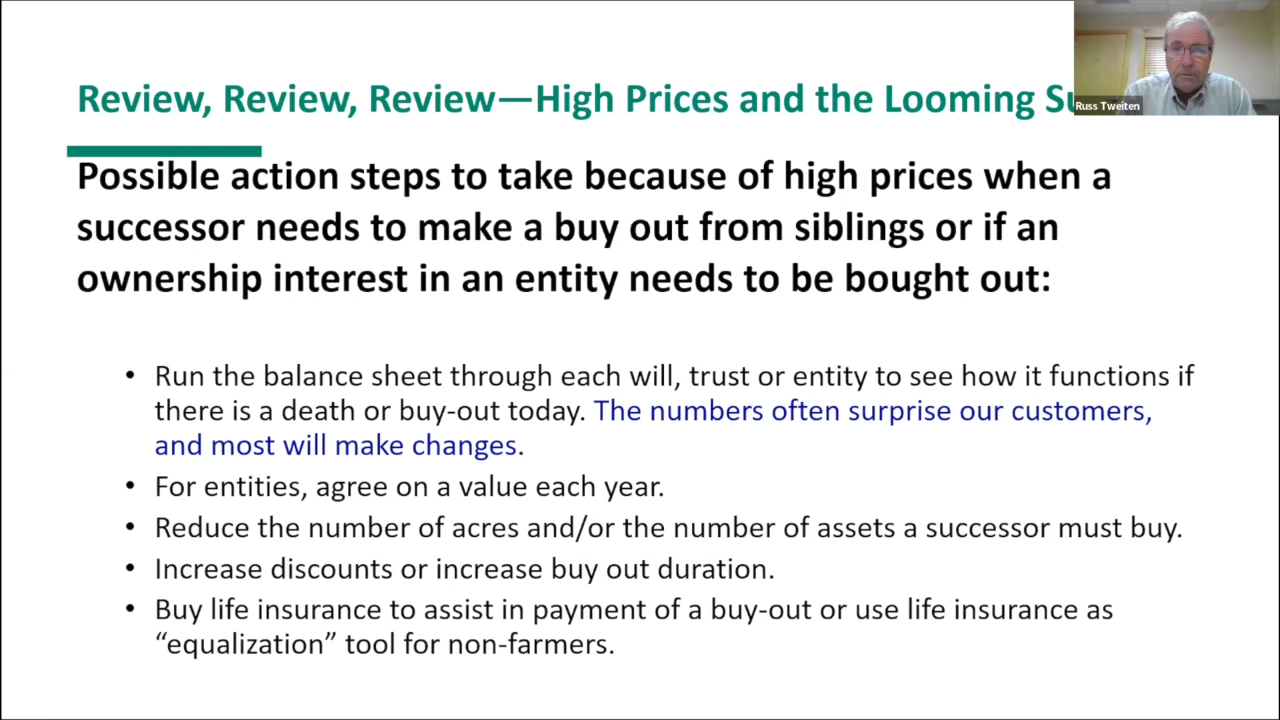 Review, Review, Review—High Prices and the Looming
Russ Tweiten
Possible action steps to take because of high prices when a
successor needs to make a buy out from siblings or if an
ownership interest in an entity needs to be bought out:
• Run the balance sheet through each will, trust or entity to see how it functions if
there is a death or buy-out today. The numbers often surprise our customers,
and most will make changes.
• For entities, agree on a value each year.
• Reduce the number of acres and/or the number of assets a successor must buy.
• Increase discounts or increase buy out duration.
• Buy life insurance to assist in payment of a buy-out or use life insurance as
“equalization” tool for non-farmers.